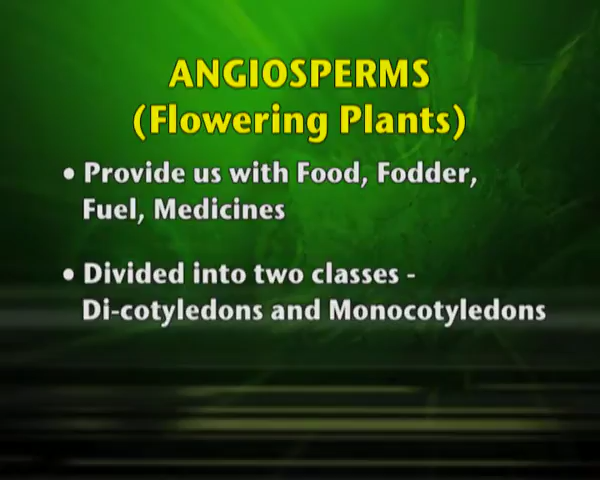 ANGIOSPERMS
(Flowering Plants)
• Provide us with Food, Fodder,
Fuel, Medicines
• Divided into two classes -
Di-cotyledons and Monocotyledons